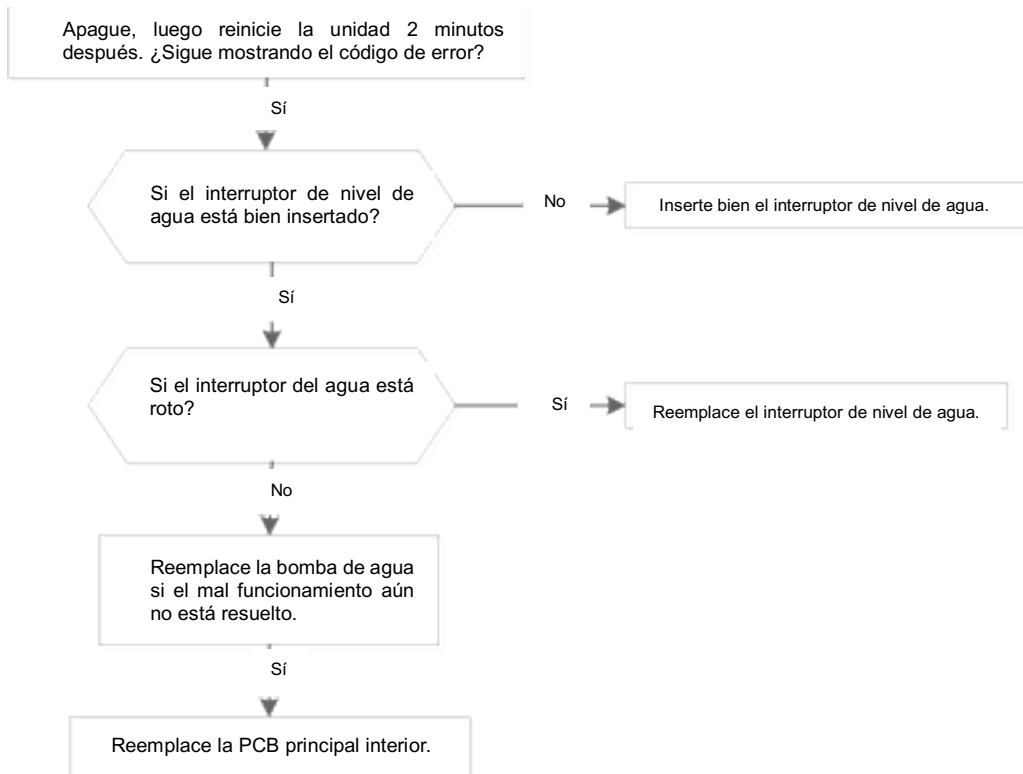 Apague, luego reinicie la unidad 2 minutos
después. ¿Sigue mostrando el código de error?
Sí
Si el interruptor de nivel de
agua está bien insertado?
No
Inserte bien el interruptor de nivel de agua.
Sí
Si el interruptor del agua está
roto?
Sí
Reemplace el interruptor de nivel de agua.
No
Reemplace la bomba de agua
si el mal funcionamiento aún
no está resuelto.
Sí
Reemplace la PCB principal interior.